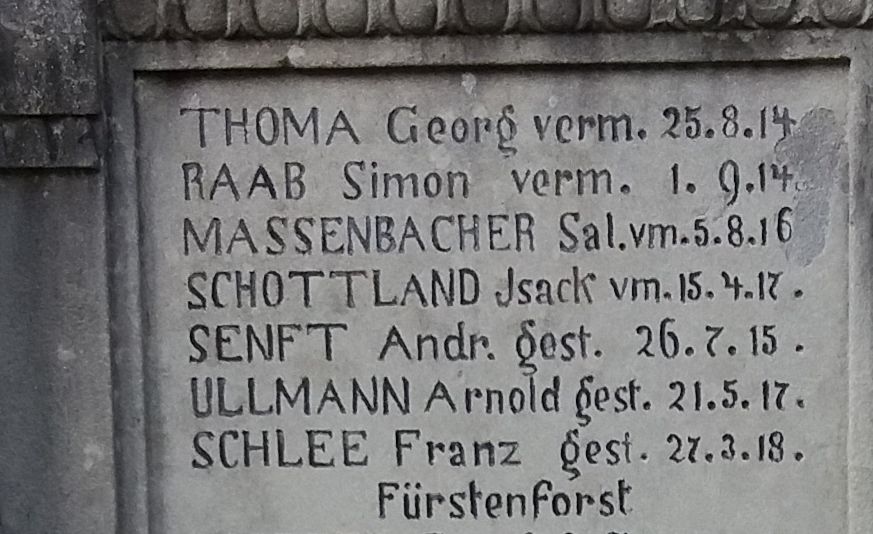 THOMA Georg verm. 25.8.14
RAAB Simon verm. 1. 9.14.
MASSENBACHER Sal.vm.5.8.16
SCHOTTLAND Jsack vm.15.4.17.
SENFT Andr. gest. 26.7.15.
ULLMANN Arnold gest. 21.5.17.
SCHLEE Franz gest. 27.3.18.
Fürstenforst